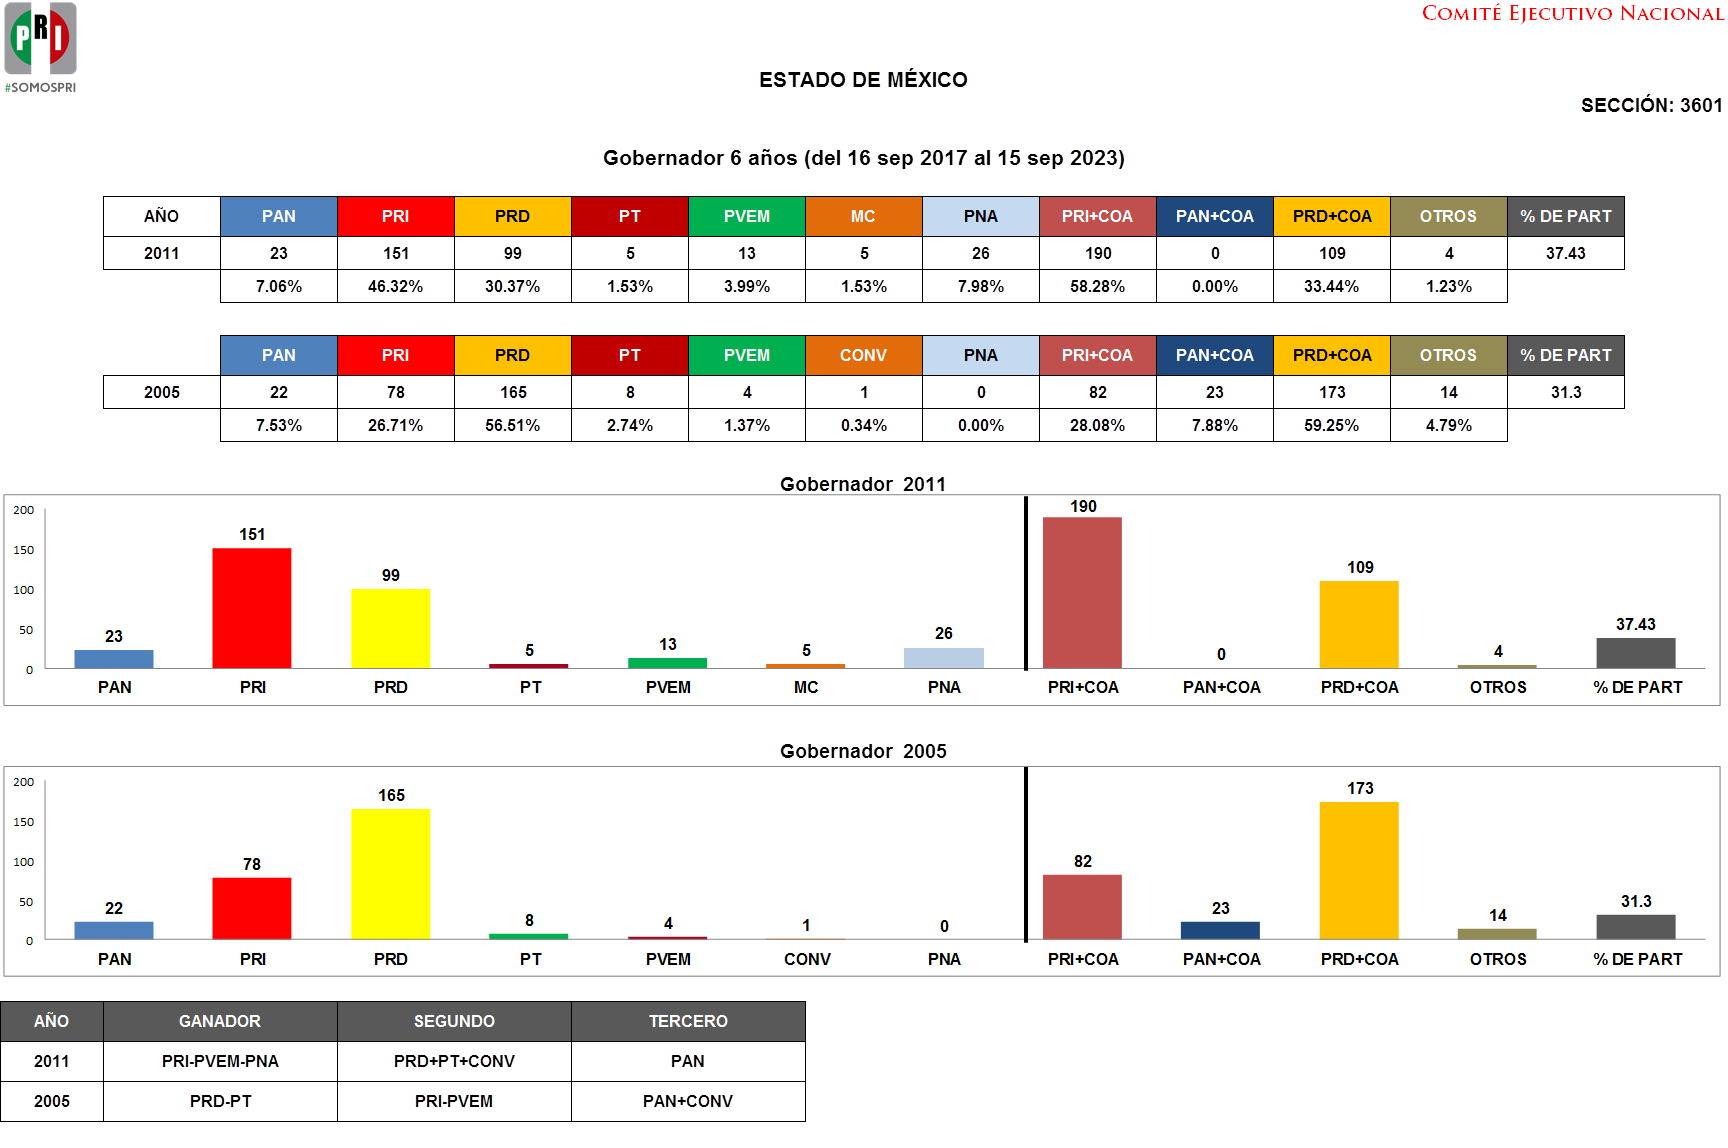 PRI
#SOMOSPRI
COMITÉ EJECUTIVO NACIONAL
ESTADO DE MÉXICO
SECCIÓN: 3601
Gobernador 6 años (del 16 sep 2017 al 15 sep 2023)
AÑO PAN PRI PRD PT PVEM MC PNA PRI+COA PAN+COA PRD+COA OTROS % DE PART
2011 23 151 99 5 13 5 26 190 0 109 4 37.43
7.06% 46.32% 30.37% 1.53% 3.99% 1.53% 7.98% 58.28% 0.00% 33.44% 1.23%
PAN PRI PRD PT PVEM CONV PNA PRI+COA PAN+COA PRD+COA OTROS % DE PART
2005 22 78 165 8 4 1 0 82 23 173 14 31.3
7.53% 26.71% 56.51% 2.74% 1.37% 0.34% 0.00% 28.08% 7.88% 59.25% 4.79%
Gobernador 2011
200
150
100
50
0
23 151 99 5 13 5 26 190 0 109 4 37.43
PAN PRI PRD PT PVEM MC PNA PRI+COA PAN+COA PRD+COA OTROS % DE PART
Gobernador 2005
200
150
100
50
0
22 78 165 8 4 1 0 82 23 173 14 31.3
PAN PRI PRD PT PVEM CONV PNA PRI+COA PAN+COA PRD+COA OTROS % DE PART
AÑO GANADOR SEGUNDO TERCERO
2011 PRI-PVEM-PNA PRD+PT+CONV PAN
2005 PRD-PT PRI-PVEM PAN+CONV